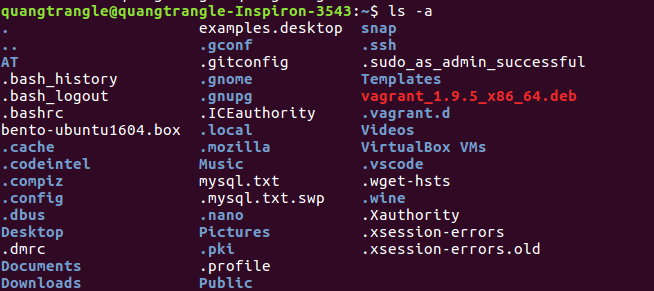 quangtrangle@quangtrangle-Inspiron-3543:~$ ls -a
. examples.desktop snap
.. .gconf .ssh
AT .gitconfig .sudo_as_admin_successful
.bash_history .gnome Templates
.bash_logout .gnupg vagrant_1.9.5_x86_64.deb
.bashrc .ICEauthority .vagrant.d
bento-ubuntu1604.box .local Videos
.cache .mozilla VirtualBox VMs
.codeintel Music .vscode
.compiz mysql.txt .wget-hsts
.config .mysql.txt.swp .wine
.dbus .nano .Xauthority
Desktop Pictures .xsession-errors
.dmrc .pki .xsession-errors.old
Documents .profile
Downloads Public